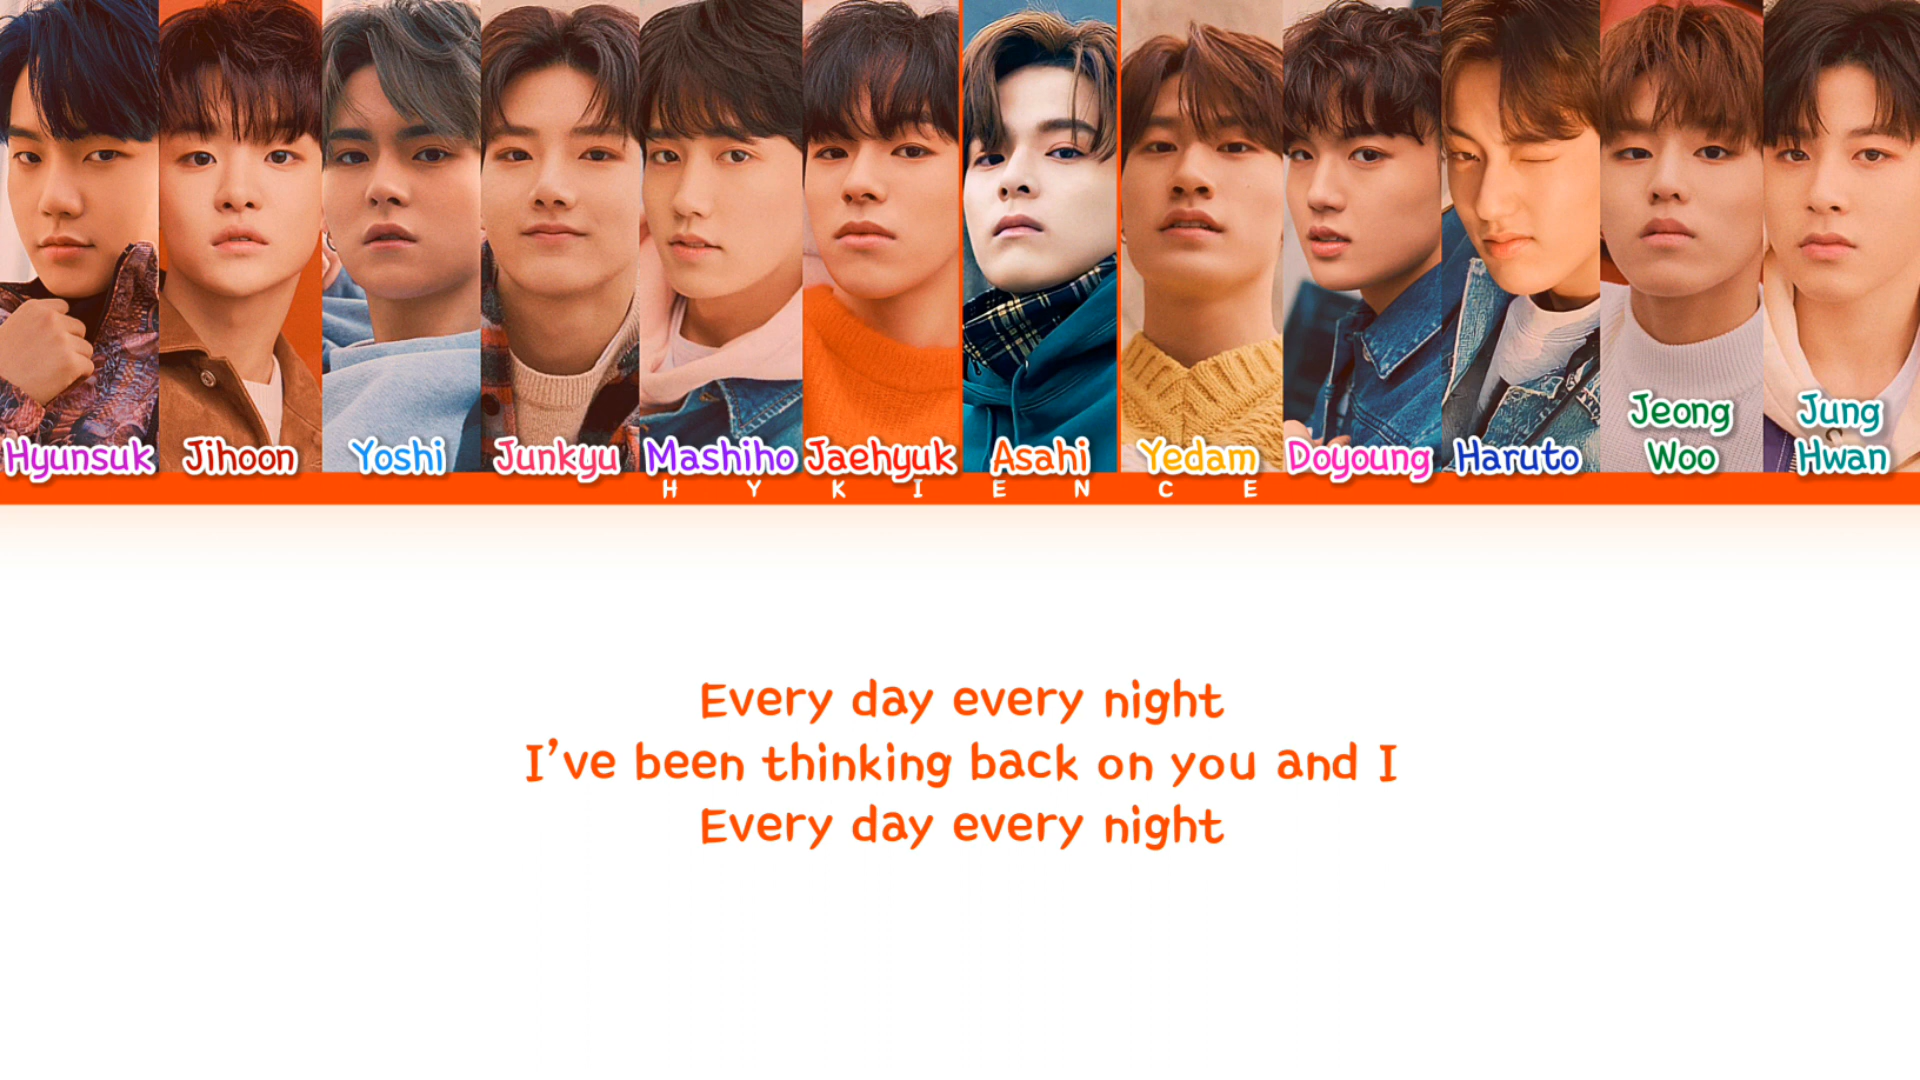 Hyunsuk Jihoon Yoshi Junkyu Mashiho Jaehyuk Asahi Yedam Doyoung Haruto Jeong Woo Jung Hwan
H Y K I E N C E
Every day every night
I’ve been thinking back on you and I
Every day every night